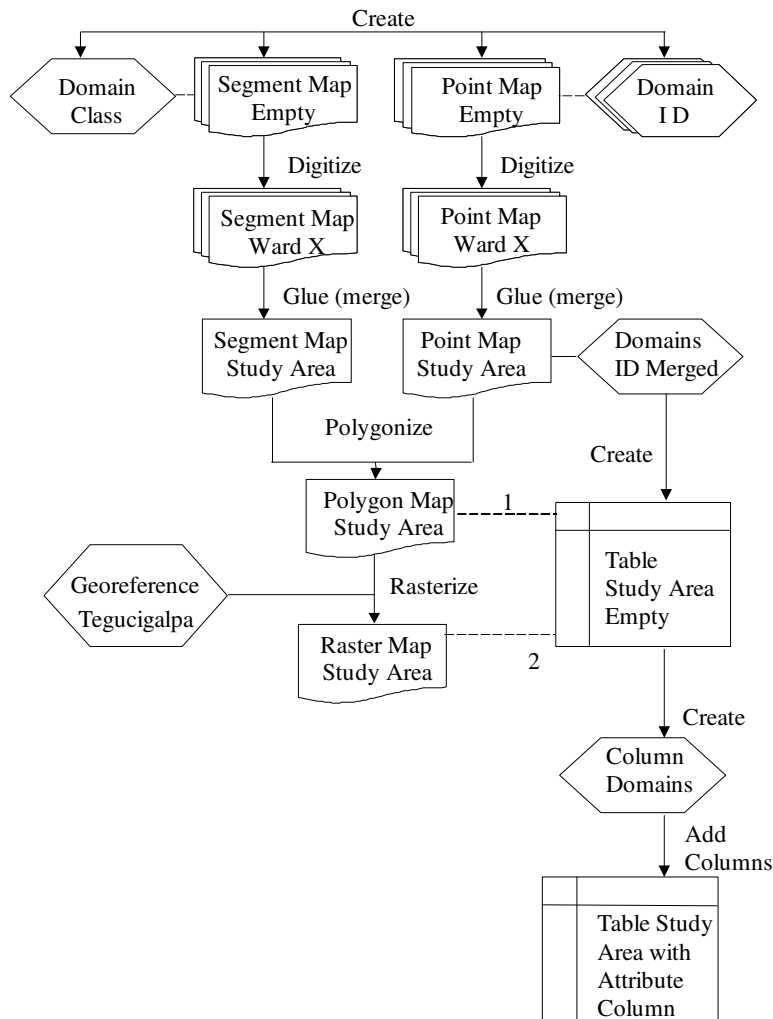 Create
Domain
Class
Segment Map
Empty
Point Map
Empty
Domain
I D
Digitize
Digitize
Segment Map
Ward X
Point Map
Ward X
Glue (merge)
Glue (merge)
Segment Map
Study Area
Point Map
Study Area
Domains
ID Merged
Polygonize
Create
Polygon Map
Study Area
1
Table
Study Area
Empty
Georeference
Tegucigalpa
Rasterize
Raster Map
Study Area
2
Create
Column
Domains
Add
Columns
Table Study
Area with
Attribute
Column